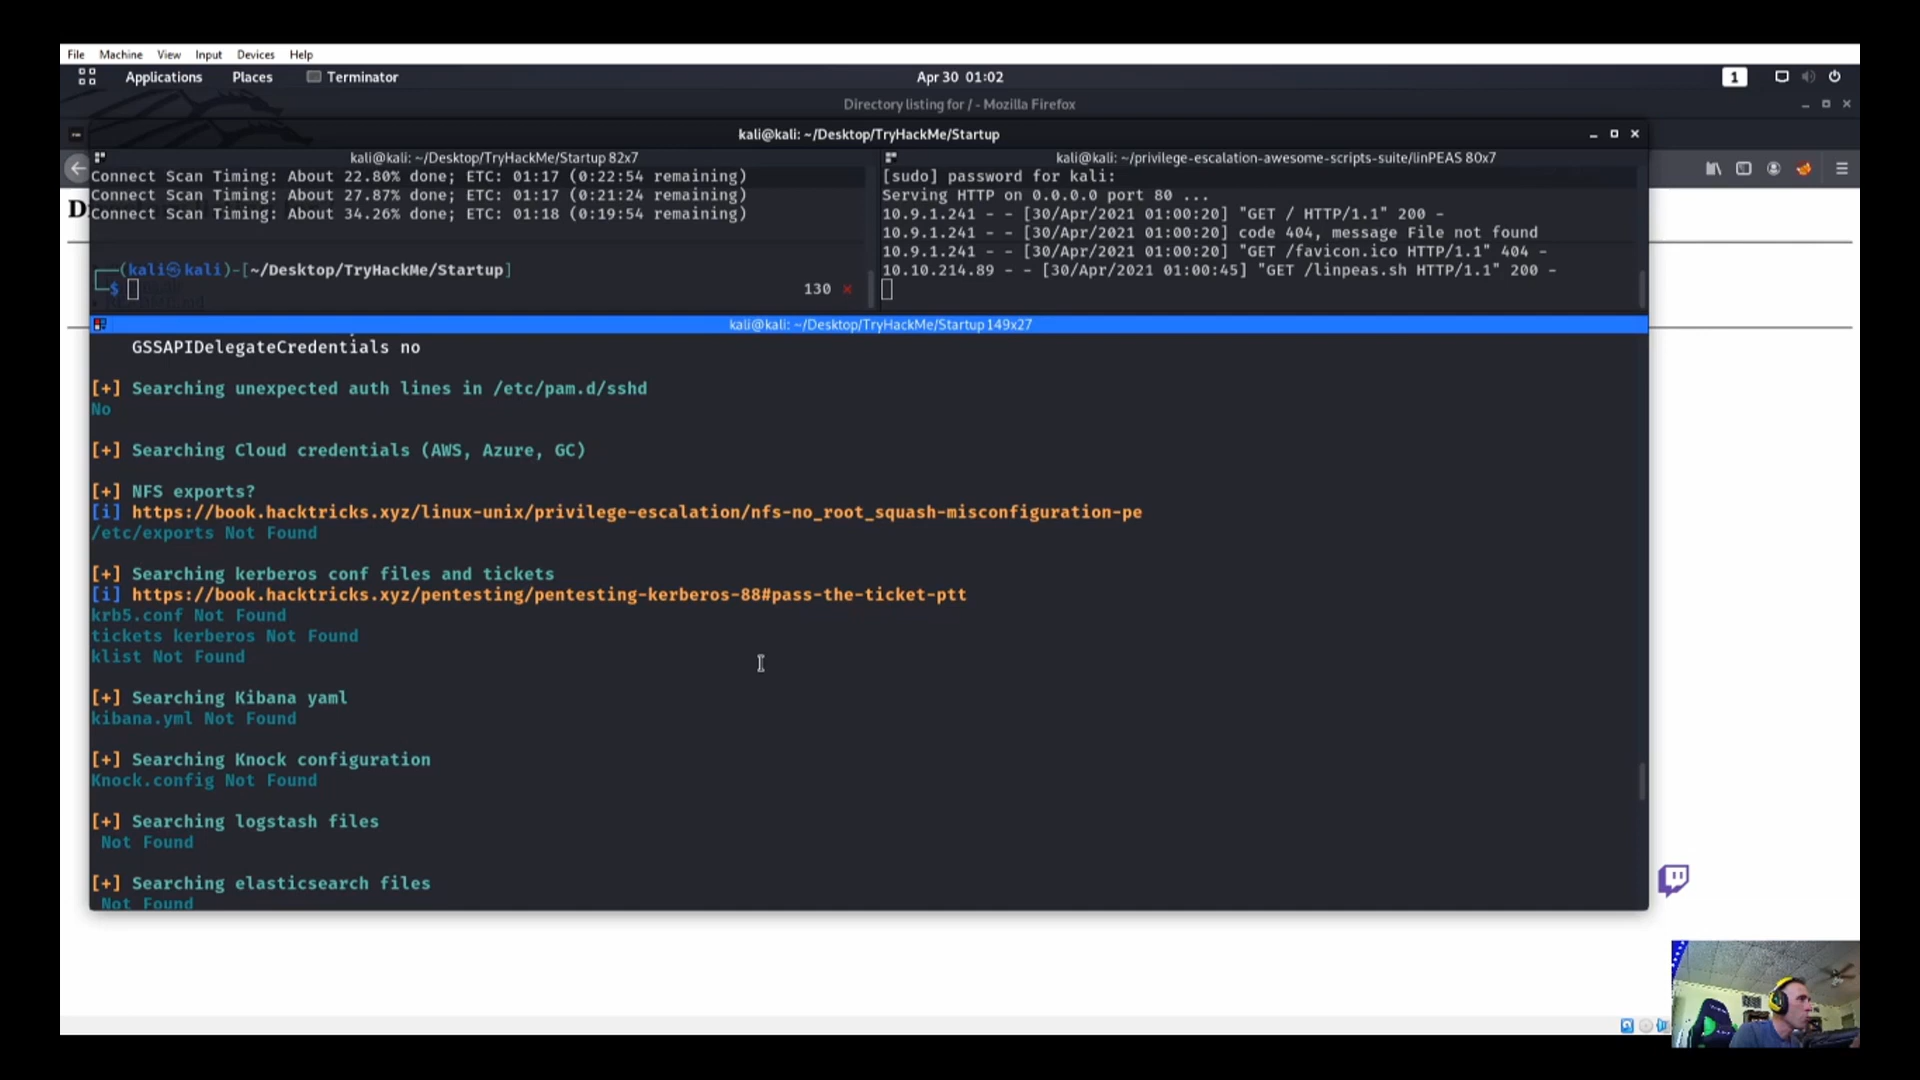 File Machine View Input Devices Help
Applications Places Terminator Apr 30 01:02 1
Directory listing for / - Mozilla Firefox
kali@kali: ~/Desktop/TryHackMe/Startup
kali@kali: ~/Desktop/TryHackMe/Startup 82x7
Connect Scan Timing: About 22.80% done; ETC: 01:17 (0:22:54 remaining)
Connect Scan Timing: About 27.87% done; ETC: 01:17 (0:21:24 remaining)
Connect Scan Timing: About 34.26% done; ETC: 01:18 (0:19:54 remaining)
┌──(kali㉿kali)-[~/Desktop/TryHackMe/Startup]
└─$ 130 ×
kali@kali: ~/privilege-escalation-awesome-scripts-suite/linPEAS 80x7
[sudo] password for kali:
Serving HTTP on 0.0.0.0 port 80 ...
10.9.1.241 - - [30/Apr/2021 01:00:20] "GET / HTTP/1.1" 200 -
10.9.1.241 - - [30/Apr/2021 01:00:20] code 404, message File not found
10.9.1.241 - - [30/Apr/2021 01:00:20] "GET /favicon.ico HTTP/1.1" 404 -
10.10.214.89 - - [30/Apr/2021 01:00:45] "GET /linpeas.sh HTTP/1.1" 200 -
kali@kali: ~/Desktop/TryHackMe/Startup 149x27
GSSAPIDelegateCredentials no
[+] Searching unexpected auth lines in /etc/pam.d/sshd
No
[+] Searching Cloud credentials (AWS, Azure, GC)
[+] NFS exports?
[i] https://book.hacktricks.xyz/linux-unix/privilege-escalation/nfs-no_root_squash-misconfiguration-pe
/etc/exports Not Found
[+] Searching kerberos conf files and tickets
[i] https://book.hacktricks.xyz/pentesting/pentesting-kerberos-88#pass-the-ticket-ptt
krb5.conf Not Found
tickets kerberos Not Found
klist Not Found
[+] Searching Kibana yaml
kibana.yml Not Found
[+] Searching Knock configuration
Knock.config Not Found
[+] Searching logstash files
Not Found
[+] Searching elasticsearch files
Not Found